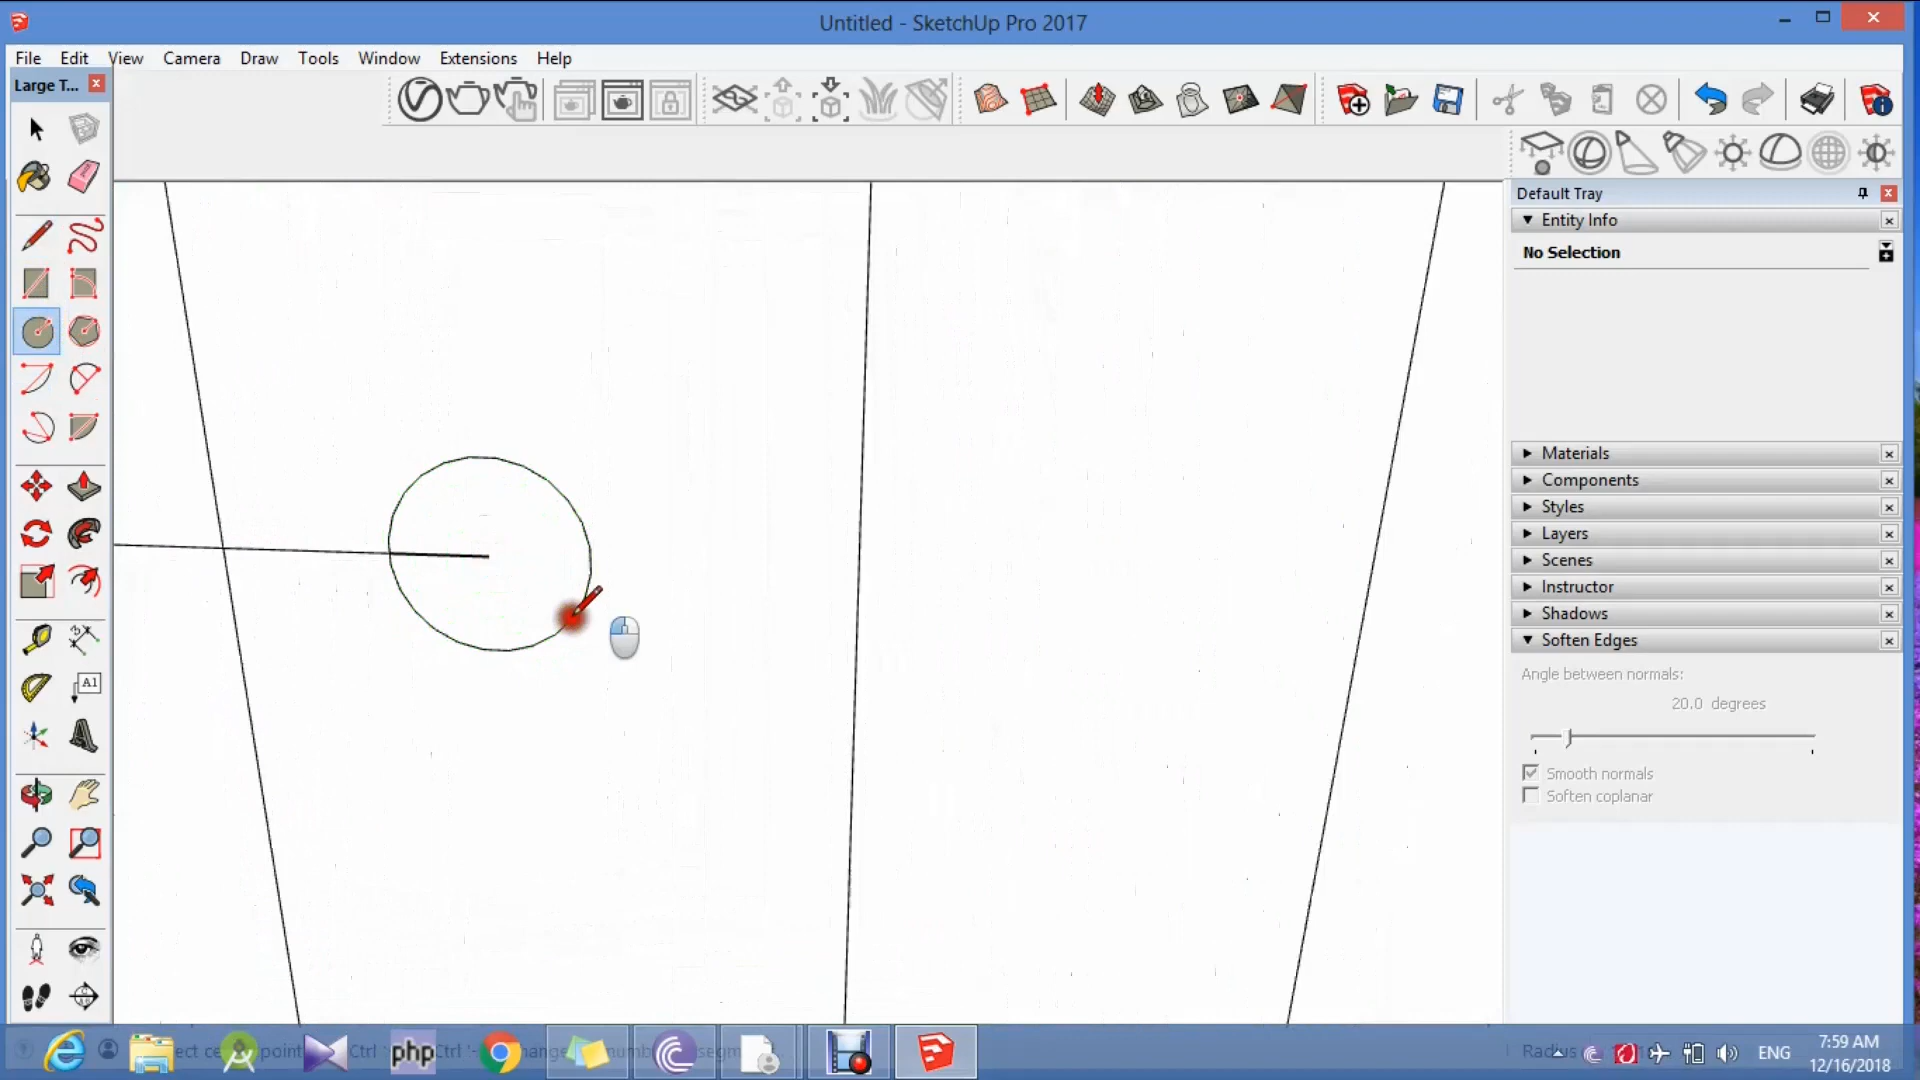 Untitled - SketchUp Pro 2017
File Edit View Camera Draw Tools Window Extensions Help
Large T...
Default Tray
Entity Info
No Selection
Materials
Components
Styles
Layers
Scenes
Instructor
Shadows
Soften Edges
Angle between normals:
20.0 degrees
Smooth normals
Soften coplanar
A1
php
Radius
ENG
7:59 AM
12/16/2018